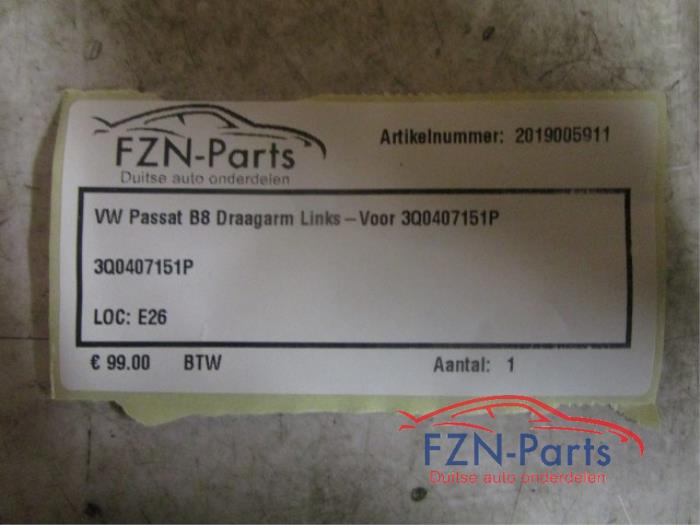 FZN-Parts
Duitse auto onderdelen
Artikelnummer: 2019005911
VW Passat B8 Draagarm Links – Voor 3Q0407151P
3Q0407151P
LOC: E26
€ 99.00 BTW Aantal: 1
FZN-Parts
Duitse auto onderdelen